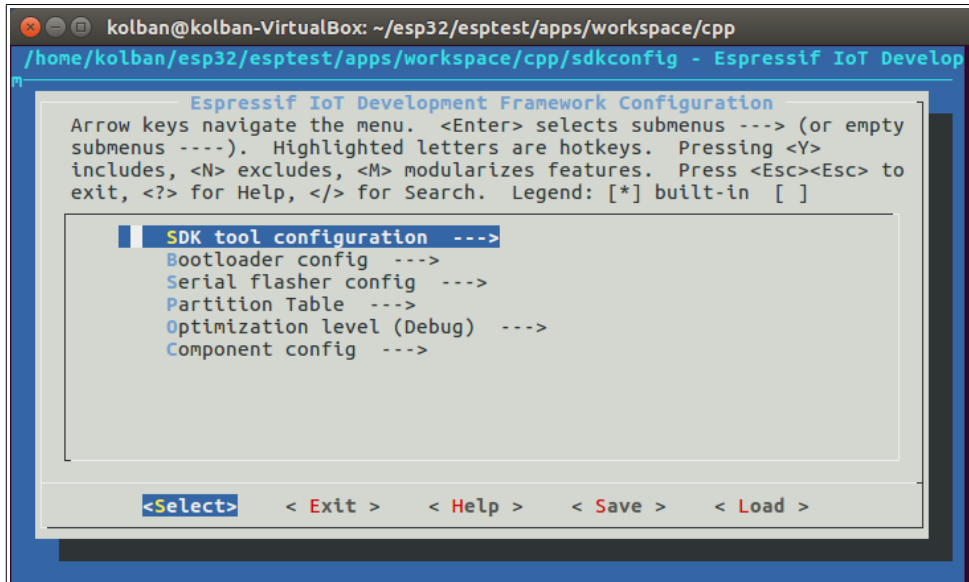 kolban@kolban-VirtualBox: ~/esp32/esptest/apps/workspace/cpp
/home/kolban/esp32/esptest/apps/workspace/cpp/sdkconfig - Espressif IoT Develop
m
Espressif IoT Development Framework Configuration
Arrow keys navigate the menu.  <Enter> selects submenus ---> (or empty
submenus ----).  Highlighted letters are hotkeys.  Pressing <Y>
includes, <N> excludes, <M> modularizes features.  Press <Esc><Esc> to
exit, <?> for Help, </> for Search.  Legend: [*] built-in  [ ]
SDK tool configuration  --->
Bootloader config  --->
Serial flasher config  --->
Partition Table  --->
Optimization level (Debug)  --->
Component config  --->
<Select>    < Exit >    < Help >    < Save >    < Load >